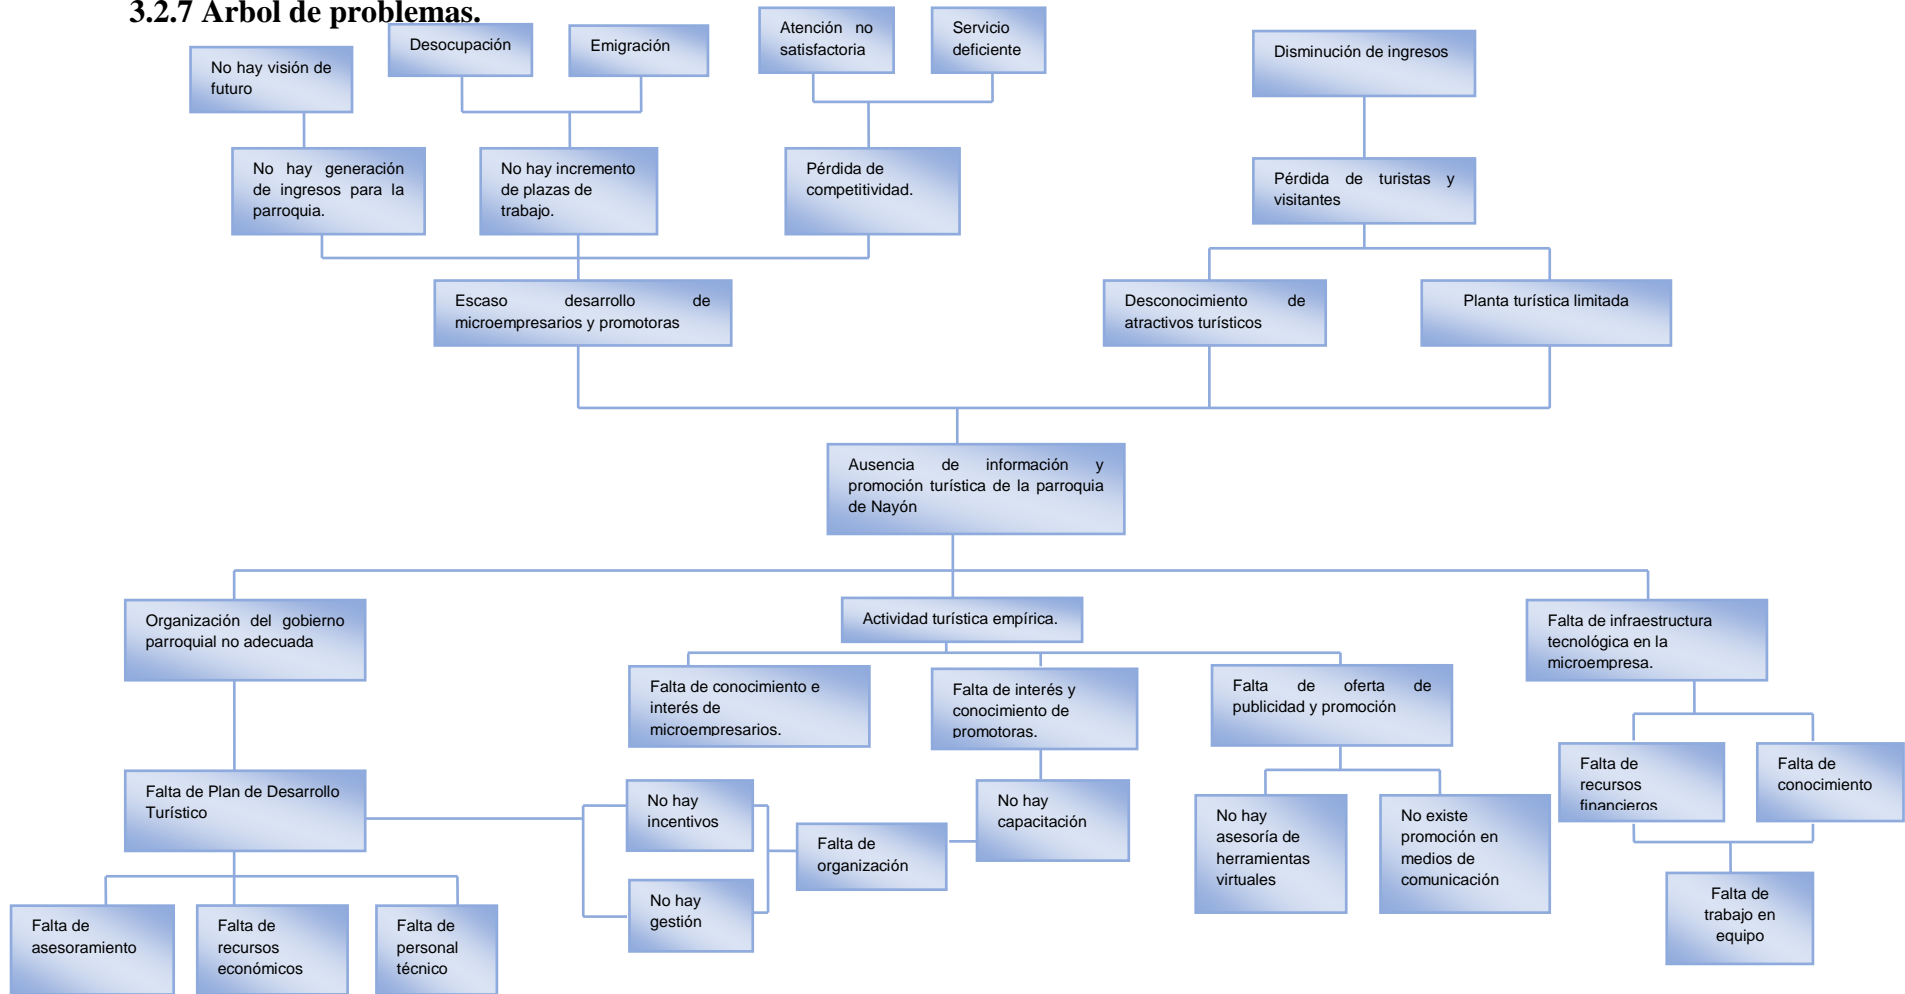 3.2.7 Árbol de problemas.
No hay visión de
futuro
Desocupación
Emigración
Atención no
satisfactoria
Servicio
deficiente
Disminución de ingresos
No hay generación
de ingresos para la
parroquia.
No hay incremento
de plazas de
trabajo.
Pérdida de
competitividad.
Pérdida de turistas y
visitantes
Escaso desarrollo de
microempresarios y promotoras
Desconocimiento de
atractivos turísticos
Planta turística limitada
Ausencia de información y
promoción turística de la parroquia
de Nayón
Organización del gobierno
parroquial no adecuada
Actividad turística empírica.
Falta de infraestructura
tecnológica en la
microempresa.
Falta de conocimiento e
interés de
microempresarios.
Falta de interés y
conocimiento de
promotoras.
Falta de oferta de
publicidad y promoción
Falta de Plan de Desarrollo
Turístico
No hay
incentivos
No hay
gestión
Falta de
organización
No hay
capacitación
No hay
asesoría de
herramientas
virtuales
No existe
promoción en
medios de
comunicación
Falta de
recursos
financieros
Falta de
conocimiento
Falta de
trabajo en
equipo
Falta de
asesoramiento
Falta de
recursos
económicos
Falta de
personal
técnico